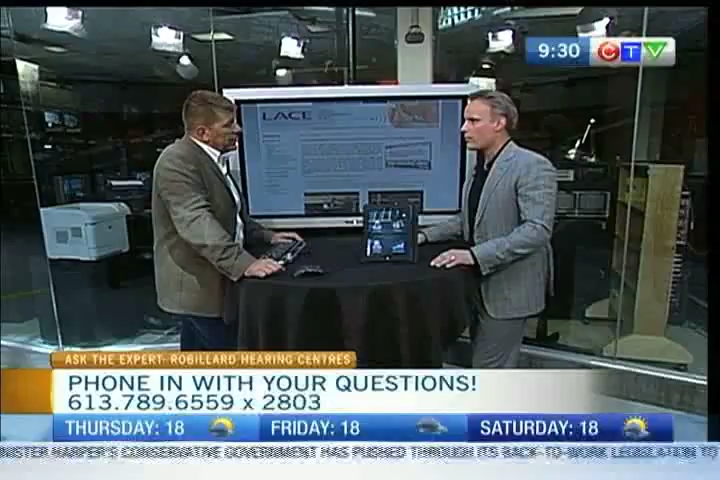 9:30 CTV
LACE
ASK THE EXPERT: ROBILLARD HEARING CENTRES
PHONE IN WITH YOUR QUESTIONS!
613.789.6559 x 2803
THURSDAY: 18 FRIDAY: 18 SATURDAY: 18
HARPER'S CONSERVATIVE GOVERNMENT HAS PUSHED THROUGH ITS BACK-TO-WORK LEGISLATION TO